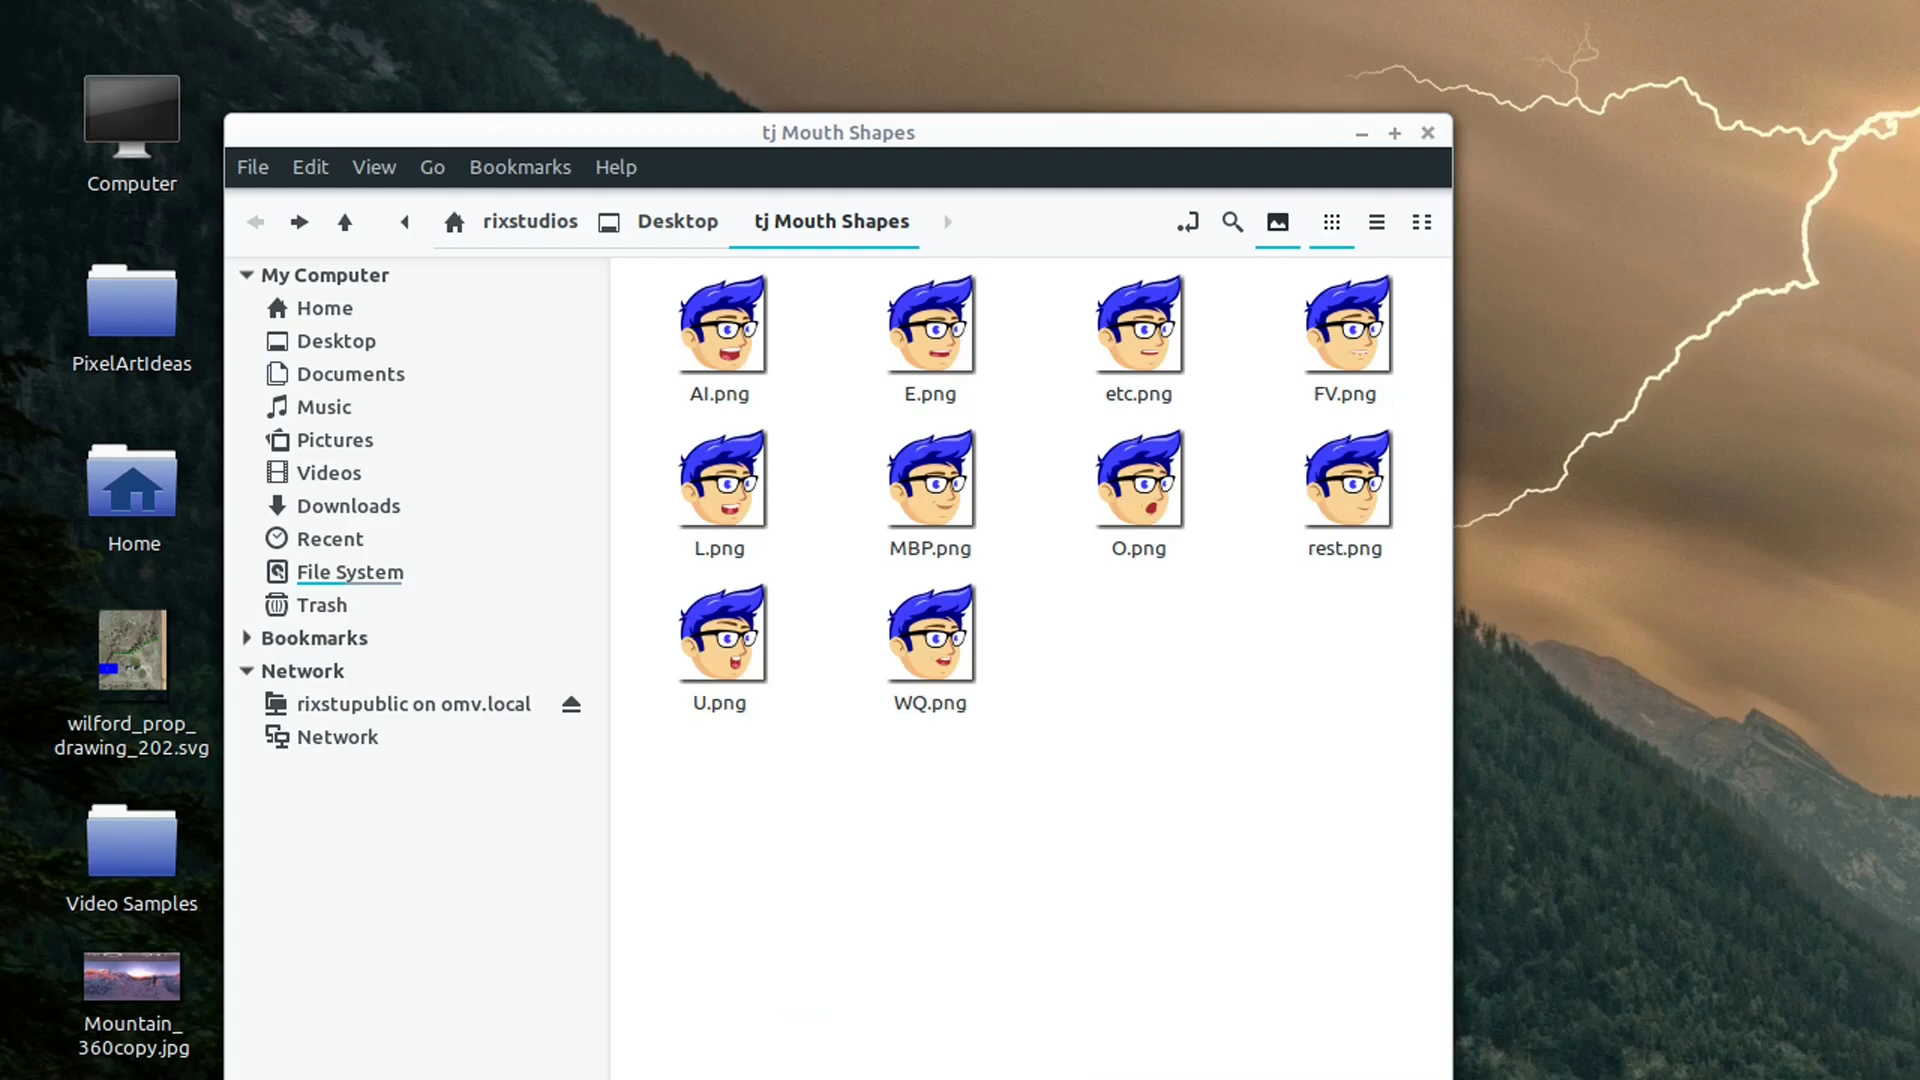 Computer
PixelArtIdeas
Home
wilford_prop_
drawing_202.svg
Video Samples
Mountain_
360copy.jpg
tj Mouth Shapes
File Edit View Go Bookmarks Help
rixstudios Desktop tj Mouth Shapes
My Computer
Home
Desktop
Documents
Music
Pictures
Videos
Downloads
Recent
File System
Trash
Bookmarks
Network
rixstupublic on omv.local
Network
AI.png E.png etc.png FV.png
L.png MBP.png O.png rest.png
U.png WQ.png